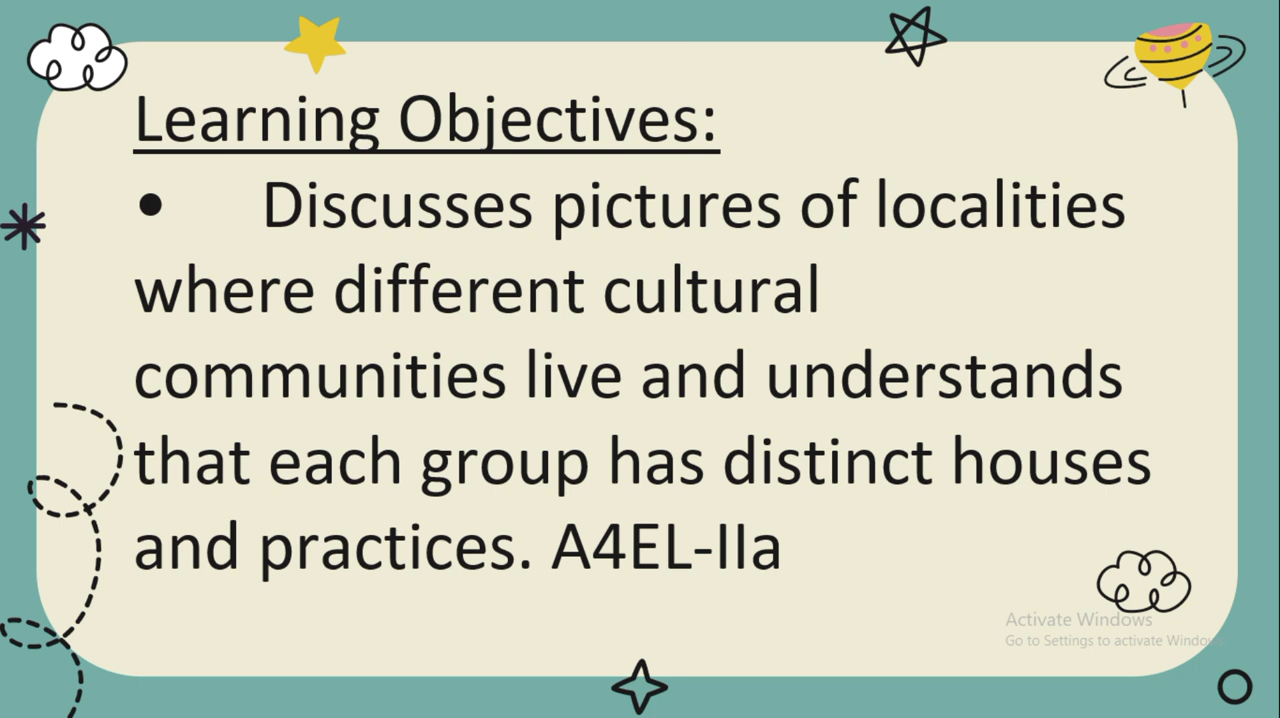 Learning Objectives:
• Discusses pictures of localities
where different cultural
communities live and understands
that each group has distinct houses
and practices. A4EL-IIa
Activate Windows
Go to Settings to activate Windows